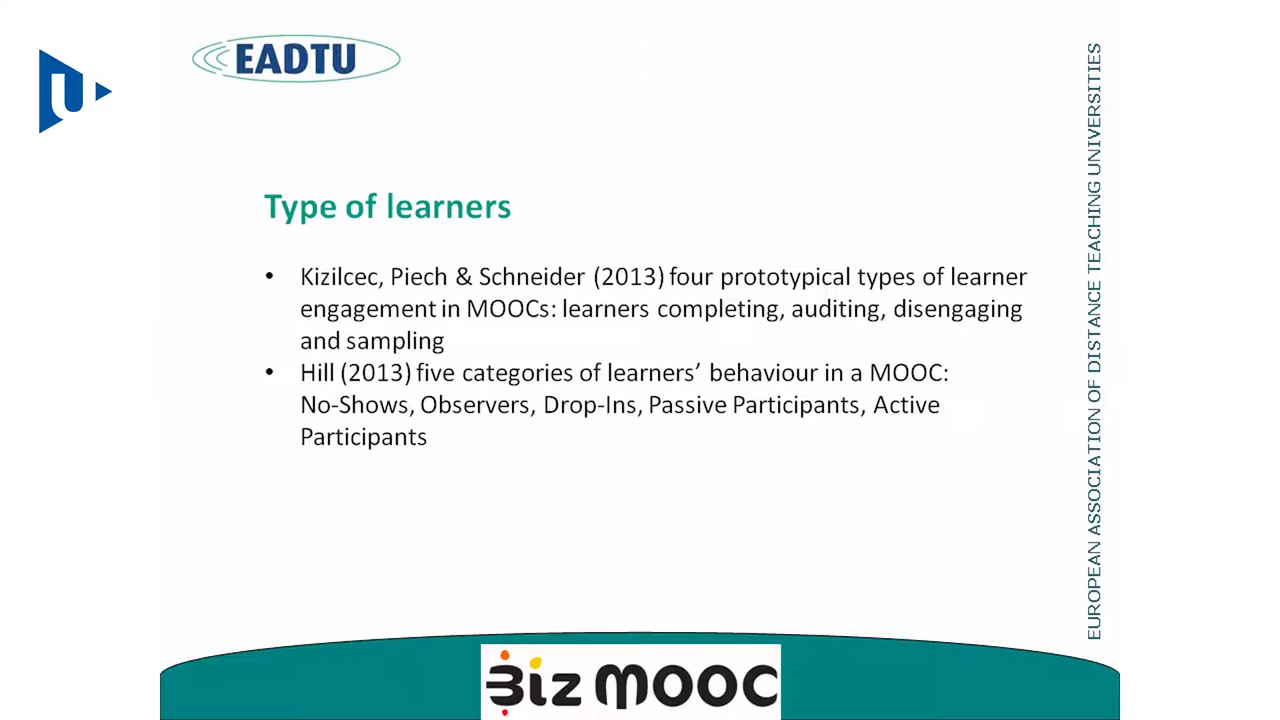 EADTU
U
Type of learners
• Kizilcec, Piech & Schneider (2013) four prototypical types of learner
engagement in MOOCs: learners completing, auditing, disengaging
and sampling
• Hill (2013) five categories of learners’ behaviour in a MOOC:
No-Shows, Observers, Drop-Ins, Passive Participants, Active
Participants
EUROPEAN ASSOCIATION OF DISTANCE TEACHING UNIVERSITIES
Biz MOOC